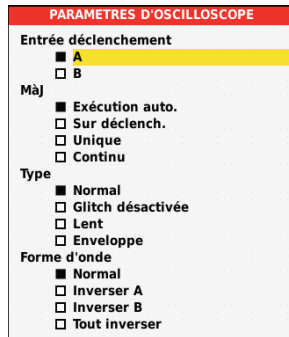 PARAMETRES D'OSCILLOSCOPE
Entrée déclenchement
A
B
MàJ
Exécution auto.
Sur déclench.
Unique
Continu
Type
Normal
Glitch désactivée
Lent
Enveloppe
Forme d'onde
Normal
Inverser A
Inverser B
Tout inverser